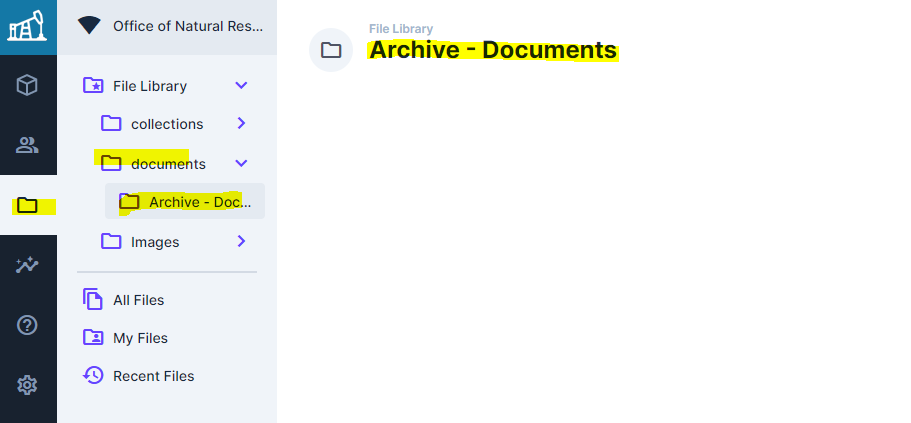 Office of Natural Res...
File Library
collections
documents
Archive - Doc...
Images
All Files
My Files
Recent Files
File Library
Archive - Documents